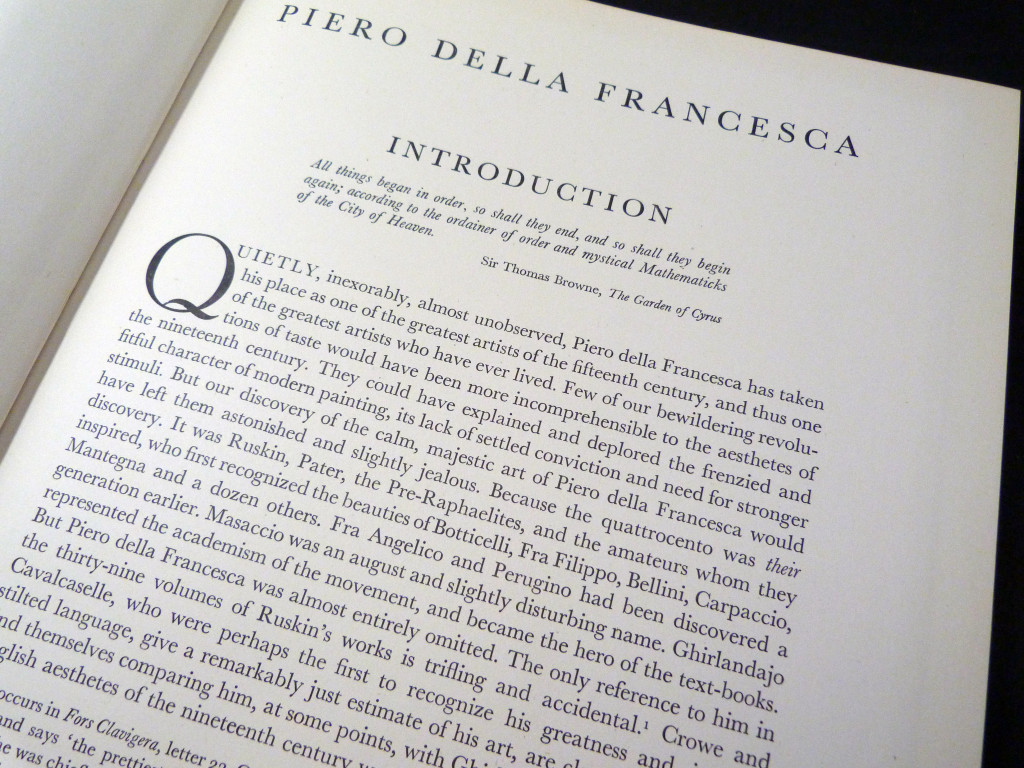 PIERO DELLA FRANCESCA
INTRODUCTION
All things began in order, so shall they end, and so shall they begin
again; according to the ordainer of order and mystical Mathematicks
of the City of Heaven.
Sir Thomas Browne, The Garden of Cyrus
QUIETLY, inexorably, almost unobserved, Piero della Francesca has taken
his place as one of the greatest artists of the fifteenth century, and thus one
of the greatest artists who have ever lived. Few of our bewildering revolu-
tions of taste would have been more incomprehensible to the aesthetes of
the nineteenth century. They could have explained and deplored the frenzied and
fitful character of modern painting, its lack of settled conviction and need for stronger
stimuli. But our discovery of the calm, majestic art of Piero della Francesca would
have left them astonished and slightly jealous. Because the quattrocento was their
discovery. It was Ruskin, Pater, the Pre-Raphaelites, and the amateurs whom they
inspired, who first recognized the beauties of Botticelli, Fra Filippo, Bellini, Carpaccio,
Mantegna and a dozen others. Fra Angelico and Perugino had been discovered a
generation earlier. Masaccio was an august and slightly disturbing name. Ghirlandajo
represented the academism of the movement, and became the hero of the text-books.
But Piero della Francesca was almost entirely omitted. The only reference to him in
the thirty-nine volumes of Ruskin's works is trifling and accidental.¹ Crowe and
Cavalcaselle, who were perhaps the first to recognize his greatness and
stilted language, give a remarkably just estimate of his art, are
themselves comparing him, at some points, with
aesthetes of the nineteenth century
occurs in Fors Clavigera, letter 22.
and says 'the
he was